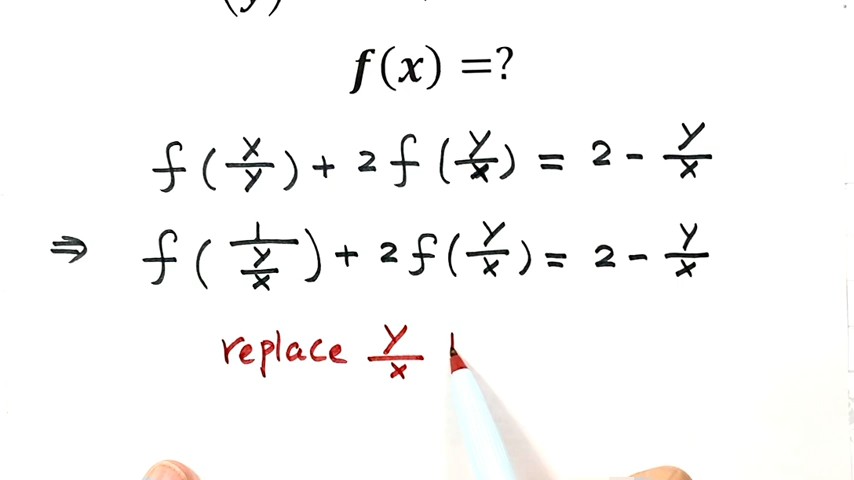 (y)
f(x) =?
f(x/y) + 2f(y/x) = 2 - y/x
⇒ f(1/(y/x)) + 2f(y/x) = 2 - y/x
replace y/x